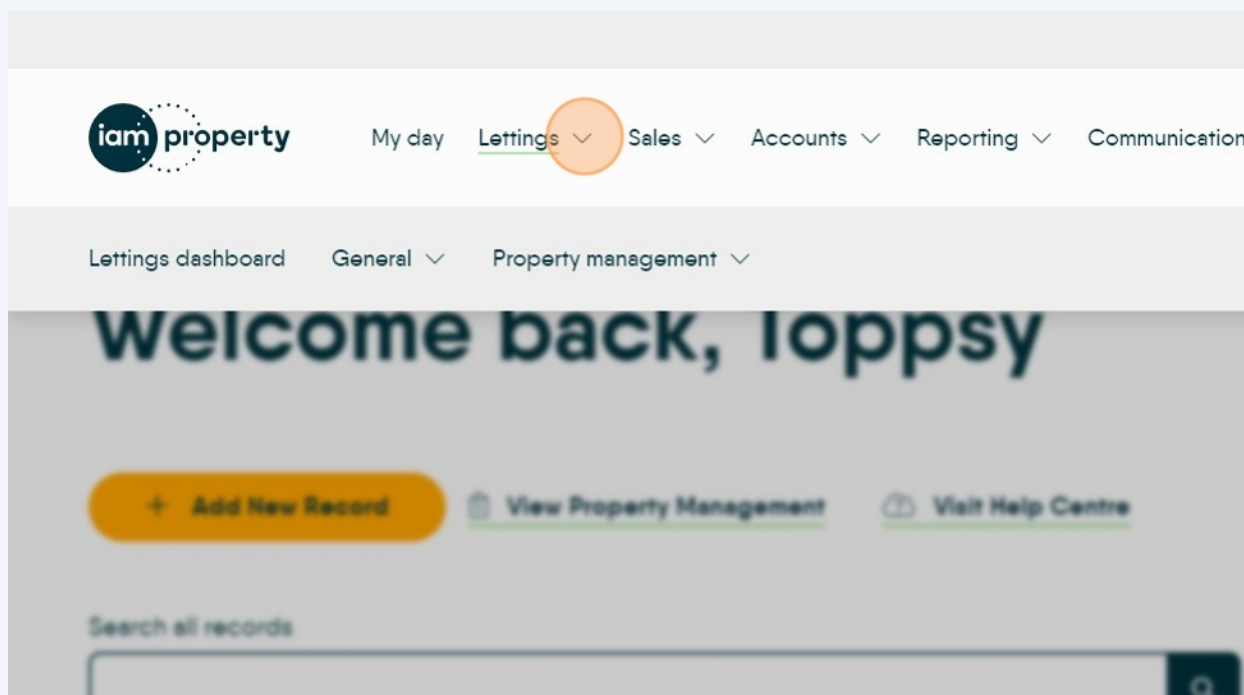 iam property
My day Lettings Sales Accounts Reporting Communication
Lettings dashboard General Property management
Welcome back, Toppsy
+ Add New Record View Property Management Visit Help Centre
Search all records